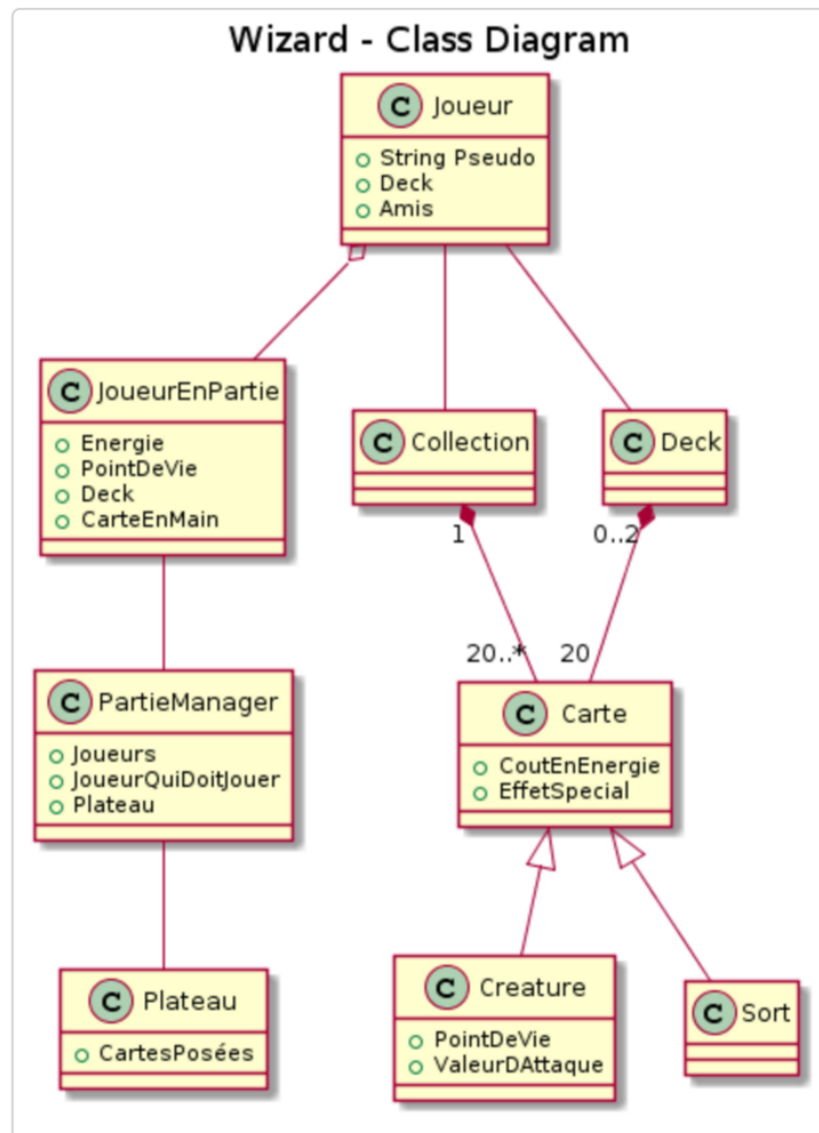 Wizard - Class Diagram
C Joueur
String Pseudo
Deck
Amis
C JoueurEnPartie
Energie
PointDeVie
Deck
CarteEnMain
C Collection
C Deck
1
0..2
20..*
20
C PartieManager
Joueurs
JoueurQuiDoitJouer
Plateau
C Carte
CoutEnEnergie
EffetSpecial
C Plateau
CartesPosées
C Creature
PointDeVie
ValeurDAttaque
C Sort